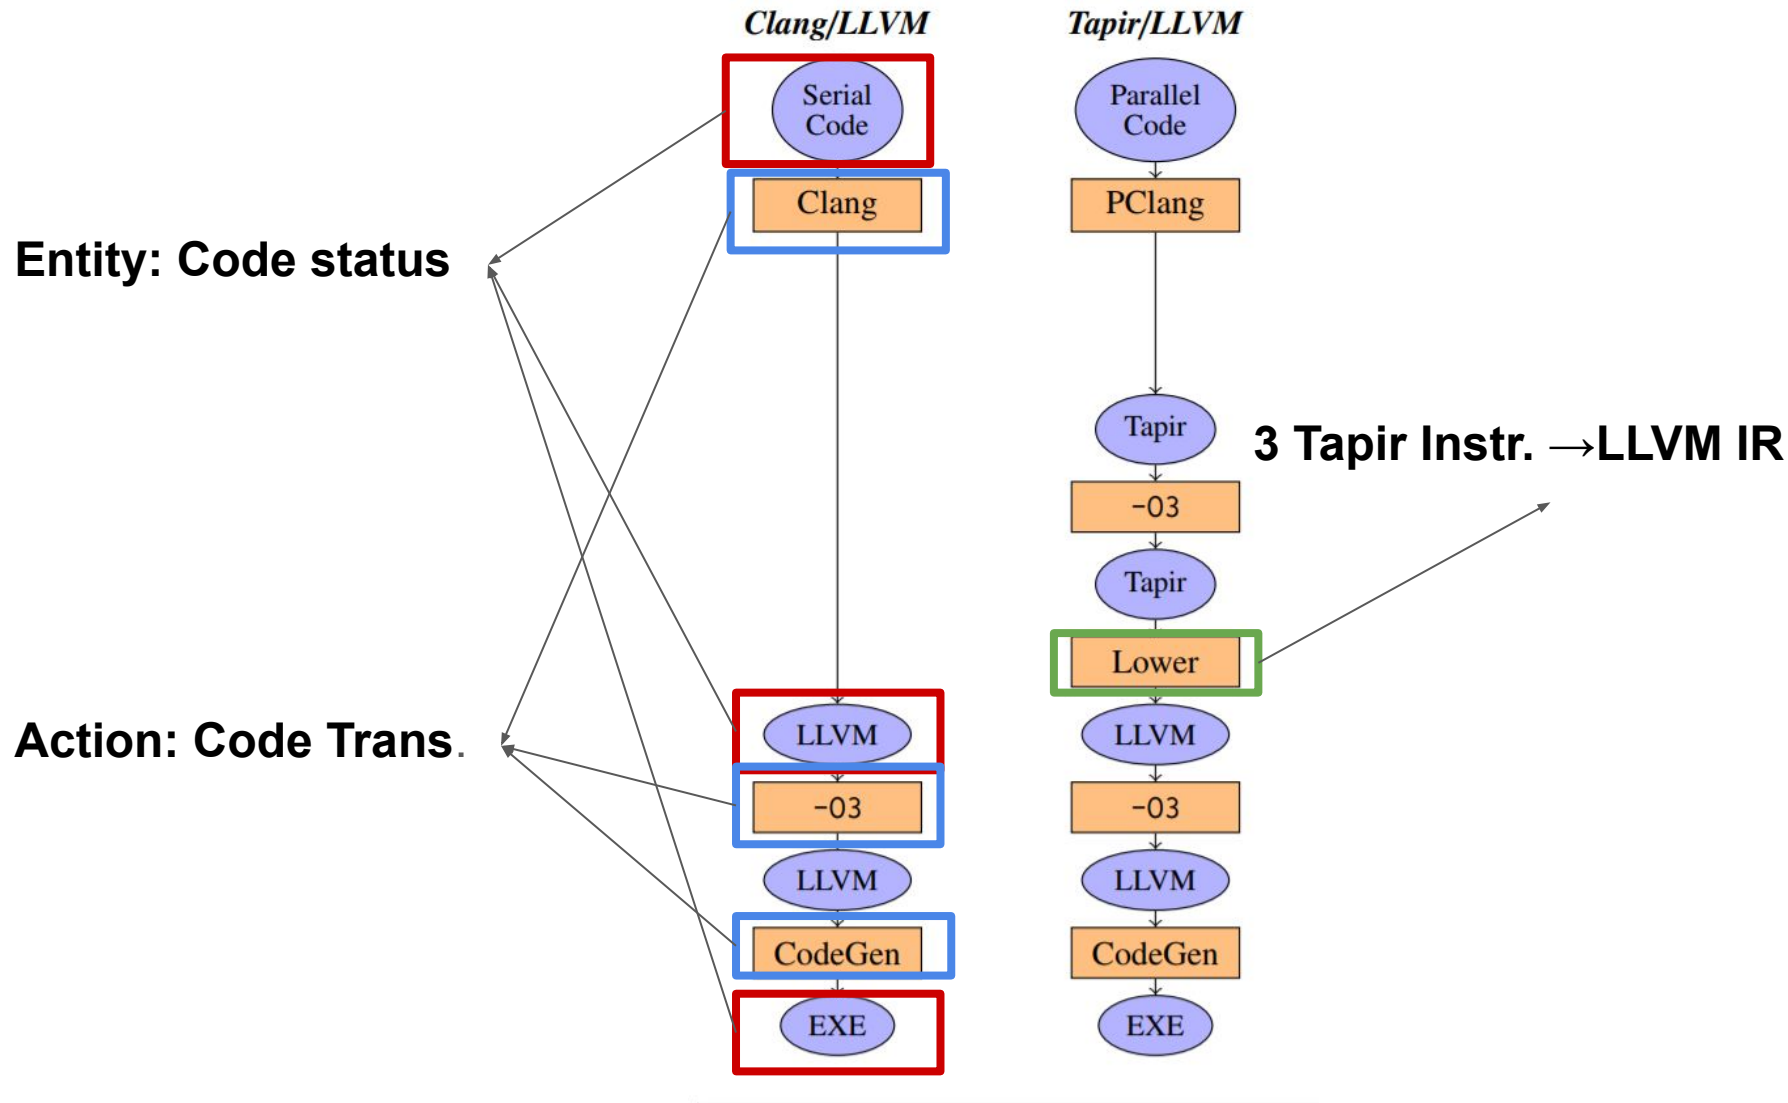 Clang/LLVM
Tapir/LLVM
Serial
Code
Parallel
Code
Clang
PClang
Entity: Code status
Tapir
3 Tapir Instr. →LLVM IR
-O3
Tapir
Lower
Action: Code Trans.
LLVM
LLVM
-O3
-O3
LLVM
LLVM
CodeGen
CodeGen
EXE
EXE